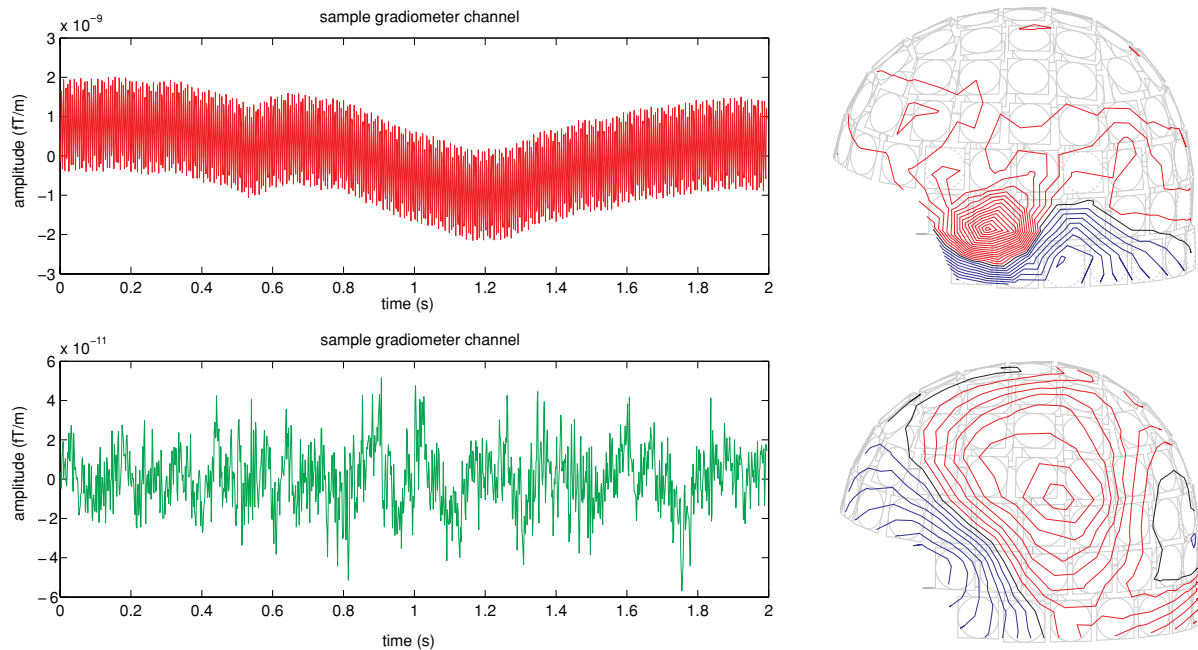 sample gradiometer channel
x 10⁻⁹
amplitude (fT/m)
3
2
1
0
−1
−2
−3
0 0.2 0.4 0.6 0.8 1 1.2 1.4 1.6 1.8 2
time (s)
sample gradiometer channel
x 10⁻¹¹
amplitude (fT/m)
6
4
2
0
−2
−4
−6
0 0.2 0.4 0.6 0.8 1 1.2 1.4 1.6 1.8 2
time (s)